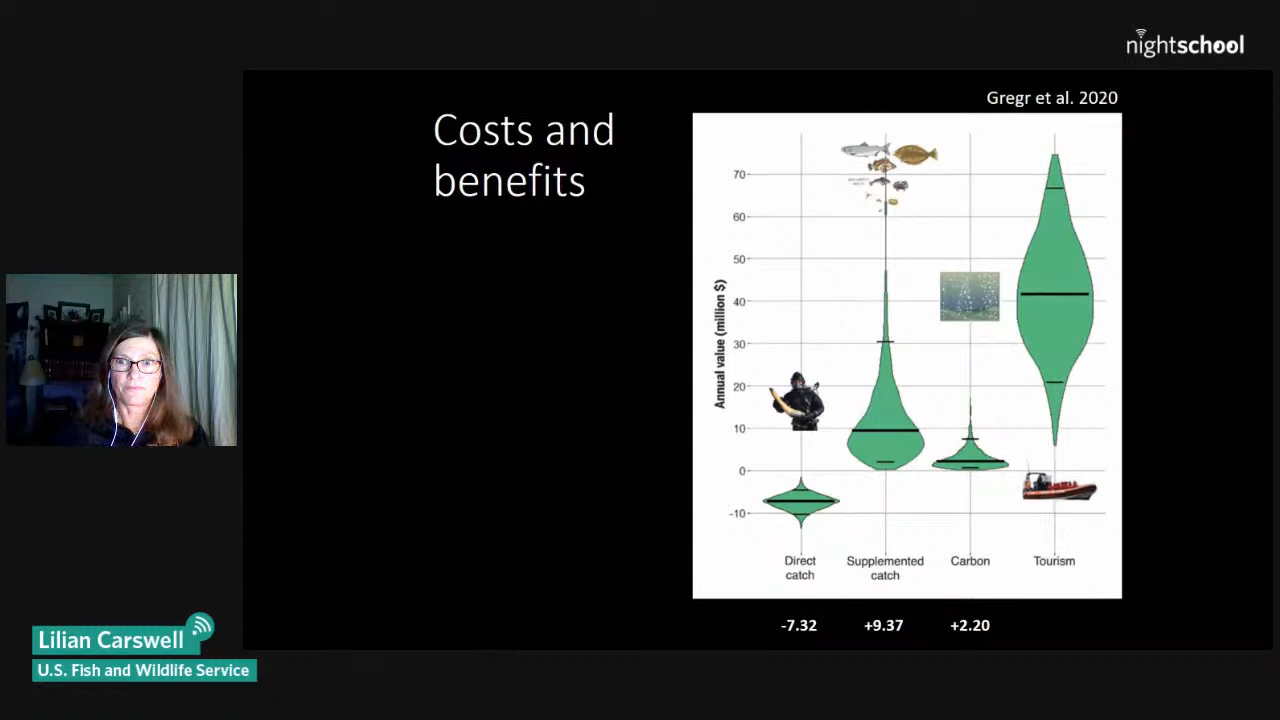 nightschool
Gregr et al. 2020
Costs and
benefits
Annual value (million $)
70
60
50
40
30
20
10
0
-10
Direct
catch
Supplemented
catch
Carbon
Tourism
-7.32
+9.37
+2.20
Lilian Carswell
U.S. Fish and Wildlife Service